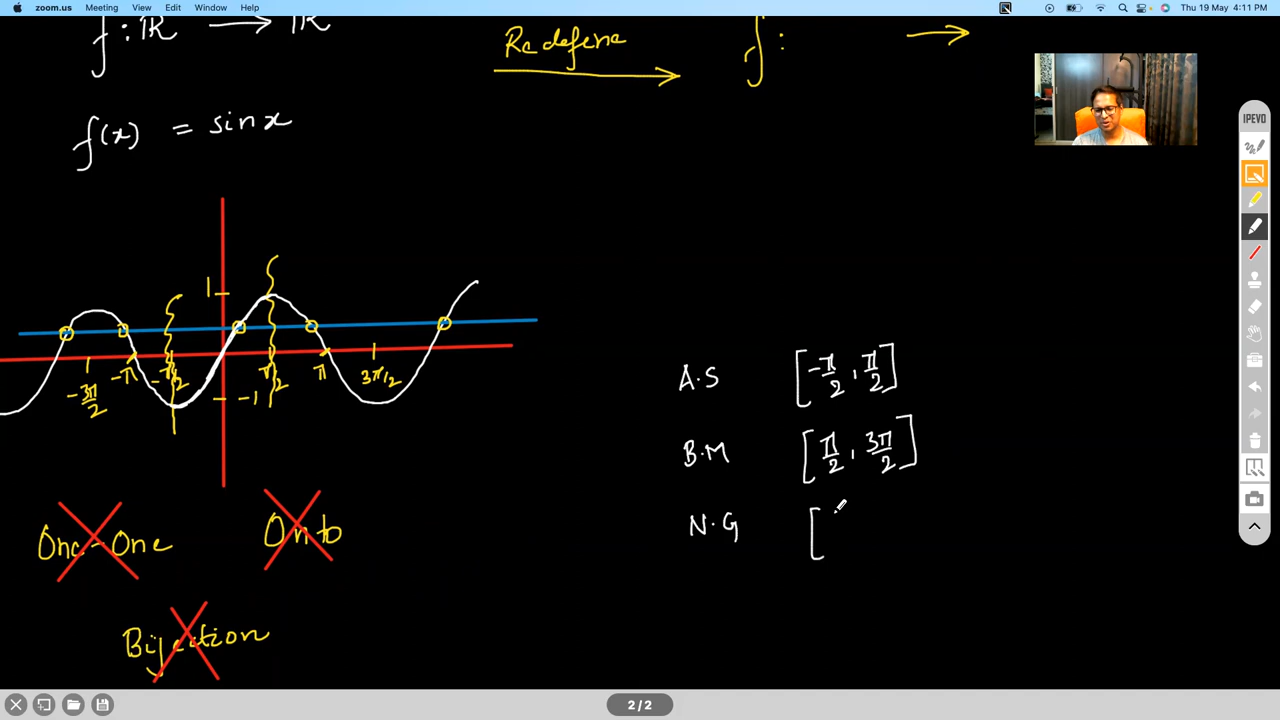 zoom.us Meeting View Edit Window Help Thu 19 May 4:11 PM
f : ℝ → ℝ
Redefine
f : →
f(x) = sin x
IPEVO
1
-3π/2 -π -π/2 π/2 π 3π/2
-1
A.S [-π/2, π/2]
B.M [π/2, 3π/2]
N.G [
One-One Onto
Bijection
2/2